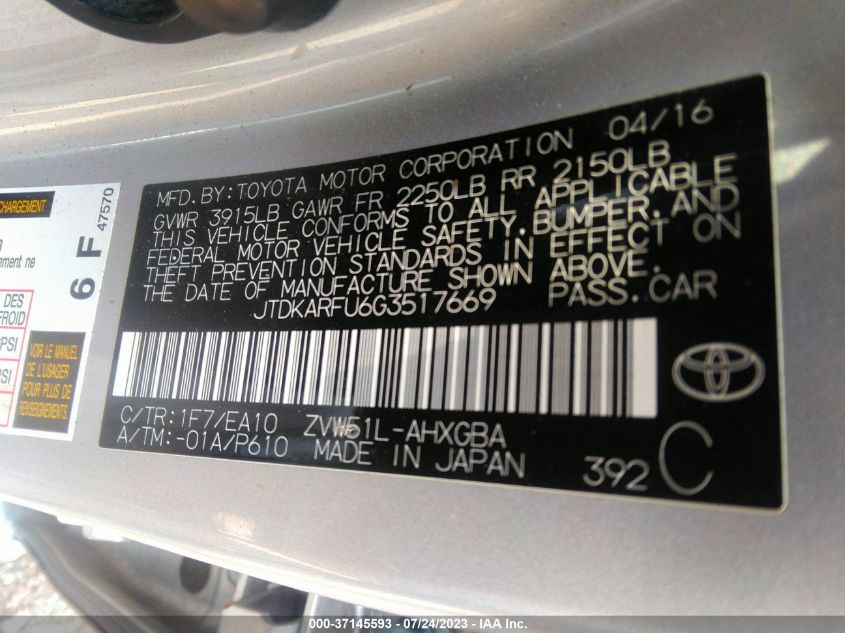 CHARGEMENT
6 F
47570
ement ne
DES
FROID
PSI
PSI
VOIR LE MANUEL
DE L'USAGER
POUR PLUS DE
RENSEIGNEMENTS
04/16
MFD.BY:TOYOTA MOTOR CORPORATION
GVWR 3915LB GAWR FR 2250LB RR 2150LB
THIS VEHICLE CONFORMS TO ALL APPLICABLE
FEDERAL MOTOR VEHICLE SAFETY,BUMPER,AND
THEFT PREVENTION STANDARDS IN EFFECT ON
THE DATE OF MANUFACTURE SHOWN ABOVE.
JTDKARFU6G3517669 PASS.CAR
C/TR:1F7/EA10 ZVW51L-AHXGBA
A/TM:-01A/P610 MADE IN JAPAN
392 C
000-37145593 - 07/24/2023 - IAA Inc.